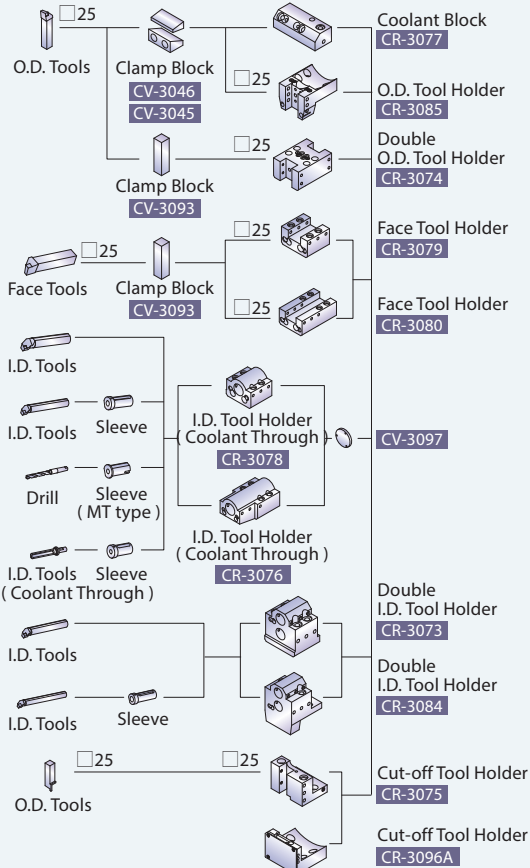 □25
O.D. Tools
Clamp Block
CV-3046
CV-3045
Coolant Block
CR-3077
□25
O.D. Tool Holder
CR-3085
Clamp Block
CV-3093
□25
Double
O.D. Tool Holder
CR-3074
Face Tools
□25
Clamp Block
CV-3093
□25
Face Tool Holder
CR-3079
□25
Face Tool Holder
CR-3080
I.D. Tools
I.D. Tools
Sleeve
Drill
Sleeve
( MT type )
I.D. Tools
( Coolant Through )
Sleeve
I.D. Tool Holder
( Coolant Through )
CR-3078
I.D. Tool Holder
( Coolant Through )
CR-3076
CV-3097
I.D. Tools
I.D. Tools
Sleeve
Double
I.D. Tool Holder
CR-3073
Double
I.D. Tool Holder
CR-3084
□25
O.D. Tools
□25
Cut-off Tool Holder
CR-3075
Cut-off Tool Holder
CR-3096A